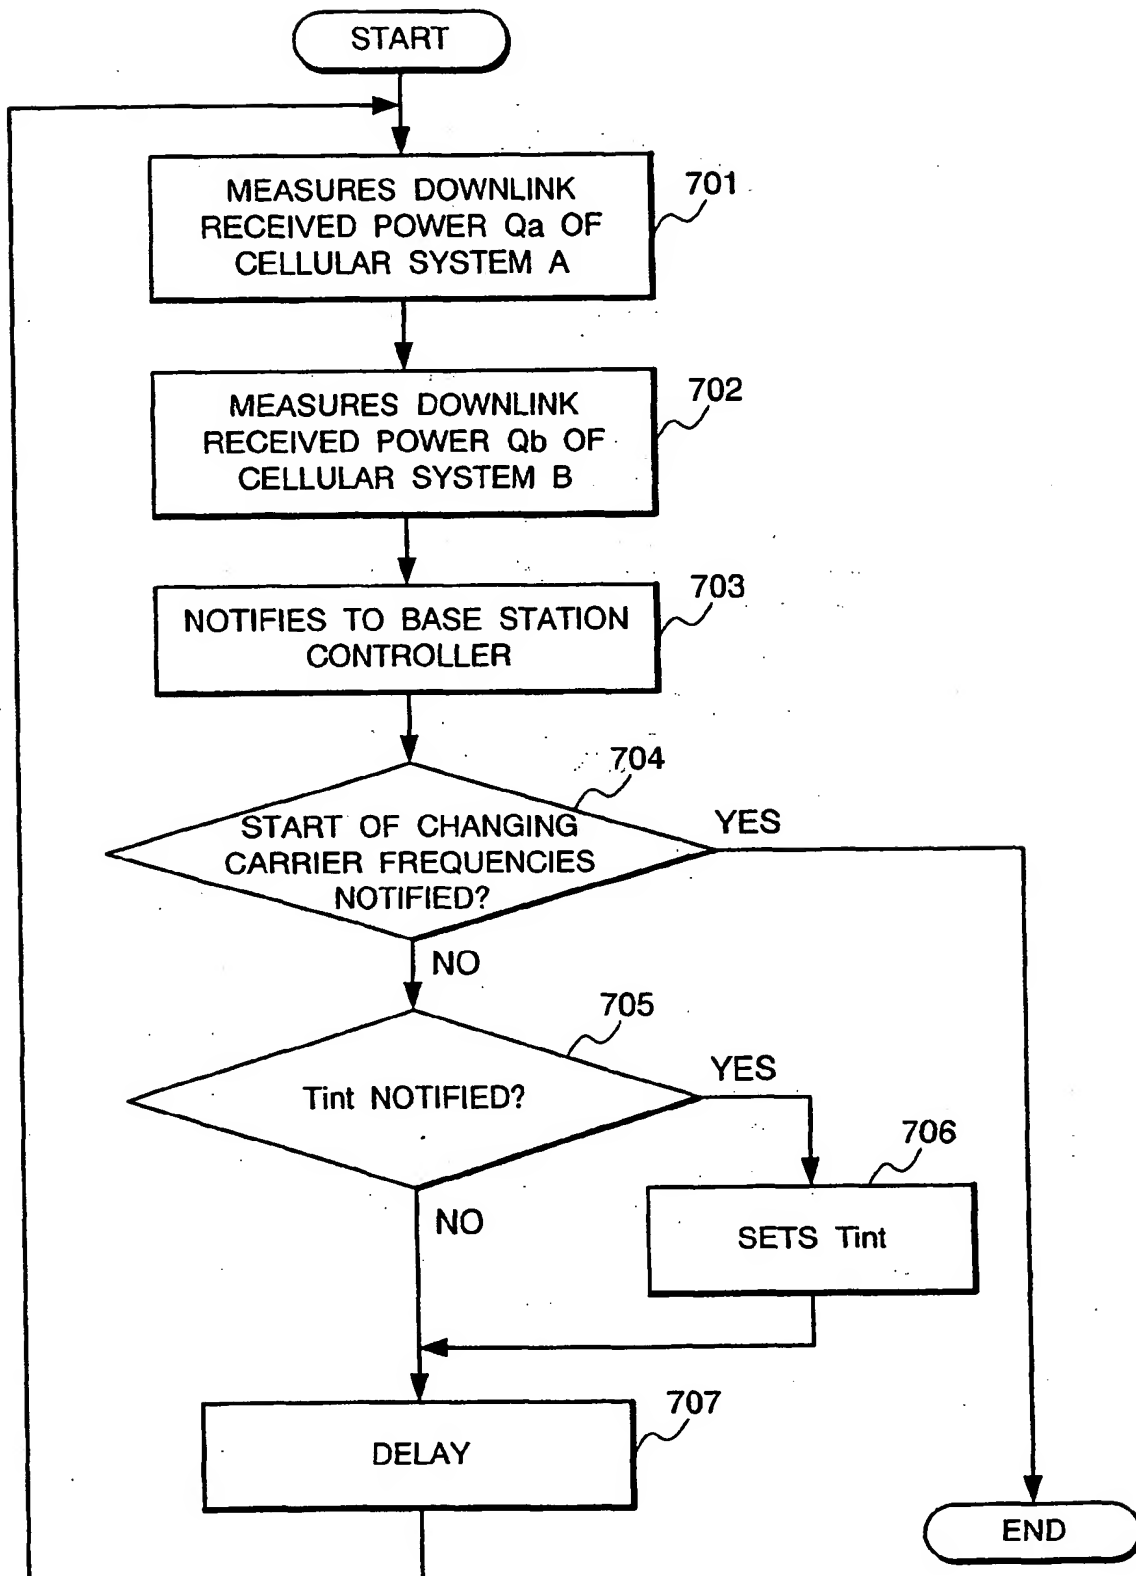 START
MEASURES DOWNLINK
RECEIVED POWER Qa OF
CELLULAR SYSTEM A
701
MEASURES DOWNLINK
RECEIVED POWER Qb OF
CELLULAR SYSTEM B
702
NOTIFIES TO BASE STATION
CONTROLLER
703
704
START OF CHANGING
CARRIER FREQUENCIES
NOTIFIED?
YES
NO
705
Tint NOTIFIED?
YES
706
NO
SETS Tint
707
DELAY
END